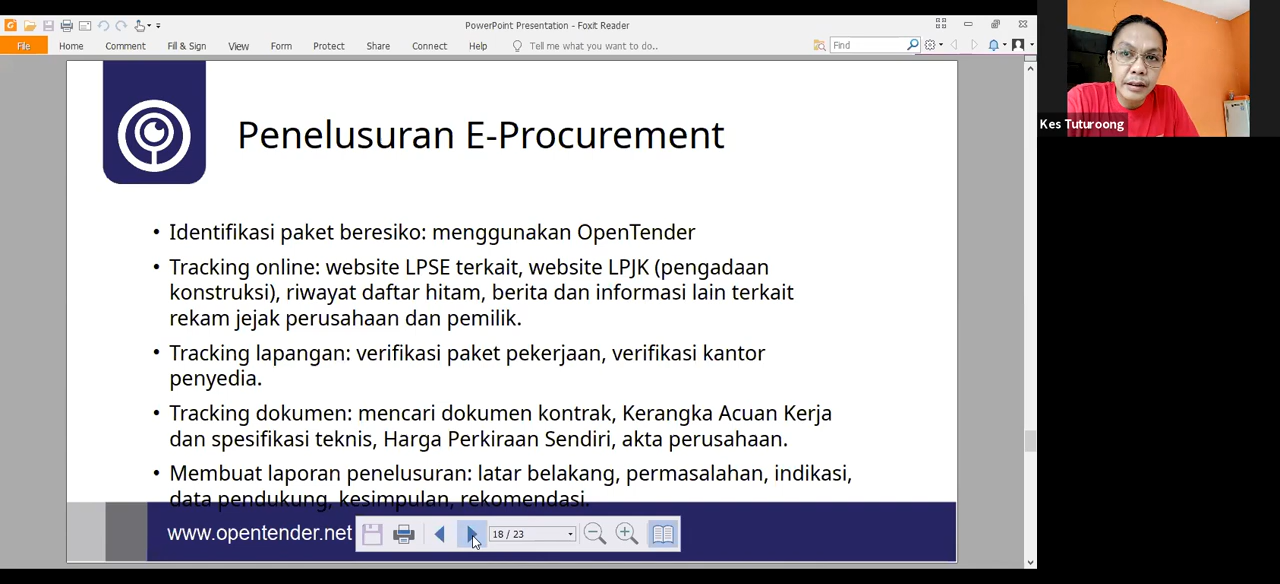 PowerPoint Presentation - Foxit Reader
File Home Comment Fill & Sign View Form Protect Share Connect Help Tell me what you want to do.. Find
Penelusuran E-Procurement
• Identifikasi paket beresiko: menggunakan OpenTender
• Tracking online: website LPSE terkait, website LPJK (pengadaan
konstruksi), riwayat daftar hitam, berita dan informasi lain terkait
rekam jejak perusahaan dan pemilik.
• Tracking lapangan: verifikasi paket pekerjaan, verifikasi kantor
penyedia.
• Tracking dokumen: mencari dokumen kontrak, Kerangka Acuan Kerja
dan spesifikasi teknis, Harga Perkiraan Sendiri, akta perusahaan.
• Membuat laporan penelusuran: latar belakang, permasalahan, indikasi,
data pendukung, kesimpulan, rekomendasi.
www.opentender.net
18 / 23
Kes Tuturoong